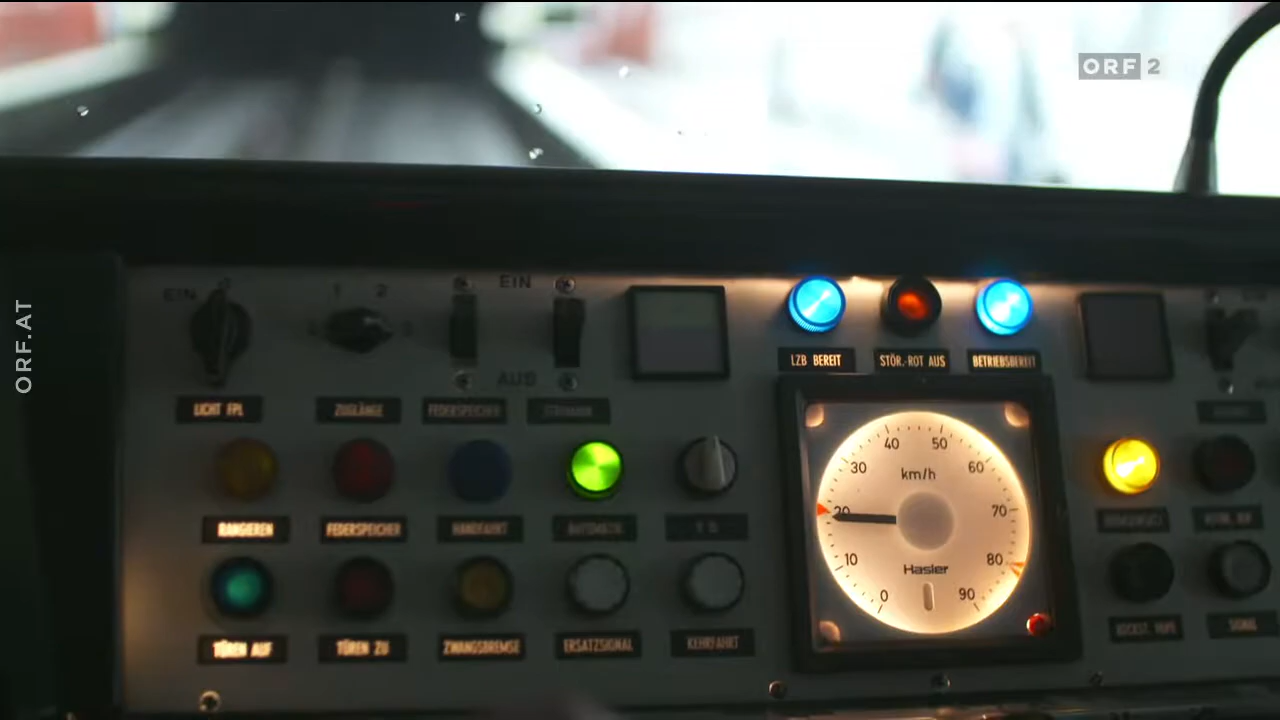 ORF 2
ORF.AT
EIN 0
1 2
EIN
AUS
LZB BEREIT
STÖR.-ROT AUS
BETRIEBSBEREIT
LICHT FPL
ZUGLÄNGE
FEDERSPEICHER
RANGIEREN
FEDERSPEICHER
HANDFAHRT
AUTOMATIK
TÜREN AUF
TÜREN ZU
ZWANGSBREMSE
ERSATZSIGNAL
KEHRFAHRT
0
10
20
30
40
50
60
70
80
90
km/h
Hasler